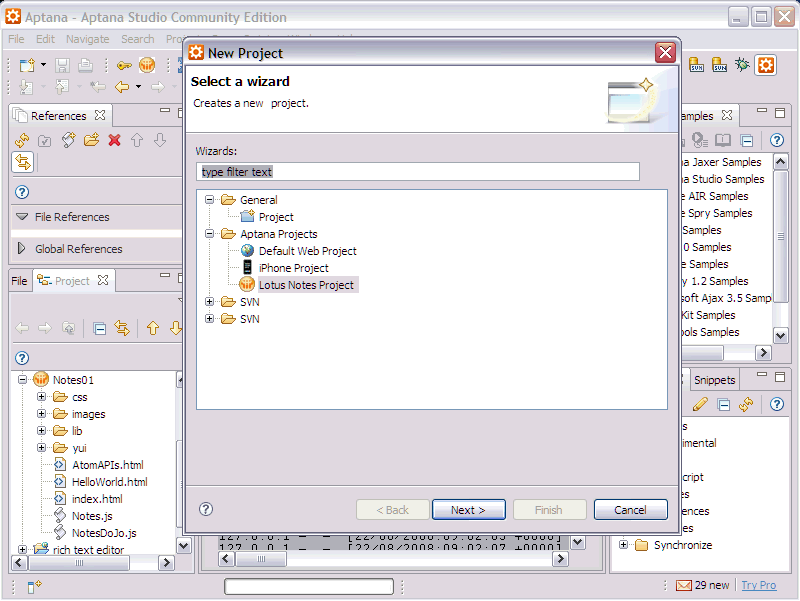 Aptana - Aptana Studio Community Edition
File Edit Navigate Search
New Project
Select a wizard
Creates a new project.
Wizards:
type filter text
General
Project
Aptana Projects
Default Web Project
iPhone Project
Lotus Notes Project
SVN
SVN
< Back Next > Finish Cancel
References
File References
Global References
File Project
Notes01
css
images
lib
yui
AtomAPIs.html
HelloWorld.html
index.html
Notes.js
NotesDoJo.js
rich text editor
127.0.0.1 - - [22/08/2008:09:02:03 +0000]
127.0.0.1 - - [22/08/2008:09:02:07 +0000]
amples
na Jaxer Samples
na Studio Samples
e AIR Samples
e Spry Samples
Samples
0 Samples
e Samples
y 1.2 Samples
soft Ajax 3.5 Samp
Kit Samples
ols Samples
Snippets
s
mental
cript
es
ences
es
Synchronize
29 new Try Pro